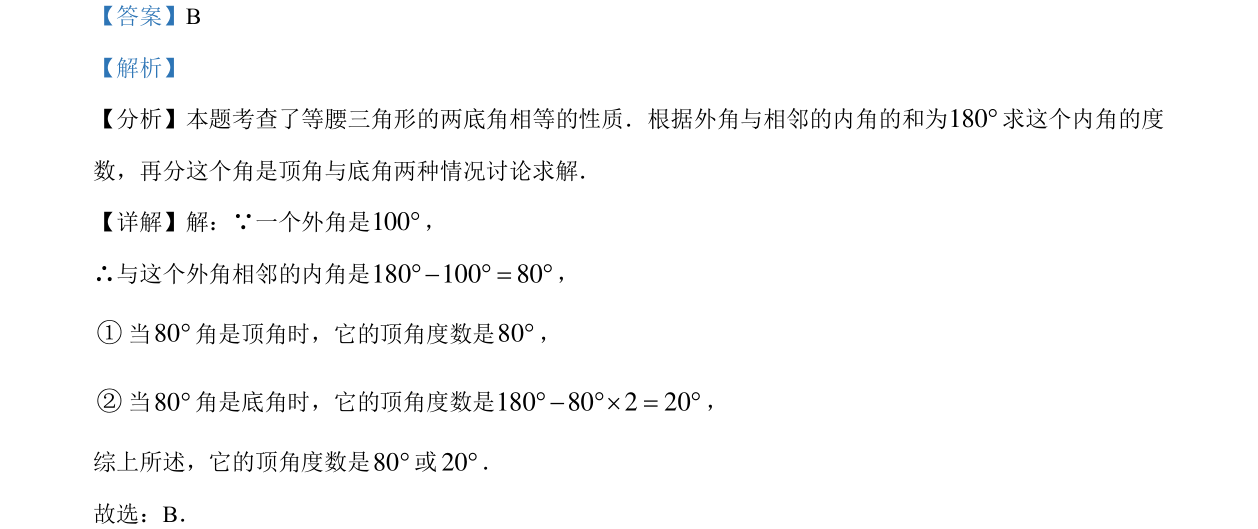 【答案】B
【解析】
【分析】本题考查了等腰三角形的两底角相等的性质．根据外角与相邻的内角的和为180°求这个内角的度
数，再分这个角是顶角与底角两种情况讨论求解．
【详解】解：∵一个外角是100°，
∴与这个外角相邻的内角是180°−100°＝80°，
① 当80°角是顶角时，它的顶角度数是80°，
② 当80°角是底角时，它的顶角度数是180°−80°×2＝20°，
综上所述，它的顶角度数是80°或20°．
故选：B．